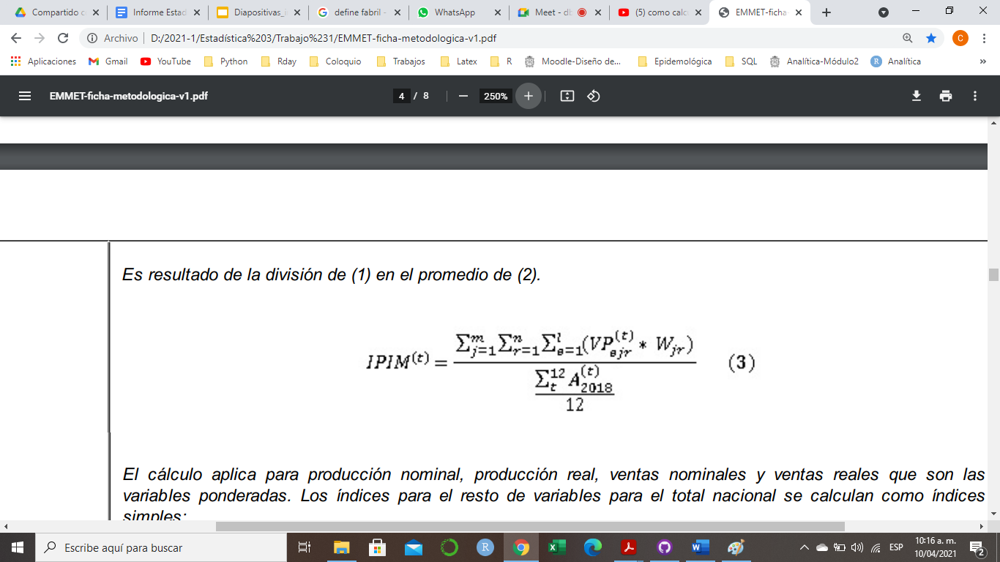 Compartido c
Informe Estad
Diapositivas_i
define fabril -
WhatsApp
Meet - db
(5) como calc
EMMET-ficha-
Archivo | D:/2021-1/Estadística%203/Trabajo%231/EMMET-ficha-metodologica-v1.pdf
C
Aplicaciones
Gmail
YouTube
Python
Rday
Coloquio
Trabajos
Latex
R
Moodle-Diseño de...
Epidemológica
SQL
Analítica-Módulo2
Analítica
»
EMMET-ficha-metodologica-v1.pdf
4 / 8
250%
Es resultado de la división de (1) en el promedio de (2).
IPIM^(t) = \frac{∑_{j=1}^{m} ∑_{r=1}^{n} ∑_{e=1}^{l} (VP_{ejr}^{(t)} * W_{jr})}{\frac{∑_{t}^{12} A_{2018}^{(t)}}{12}} (3)
El cálculo aplica para producción nominal, producción real, ventas nominales y ventas reales que son las
variables ponderadas. Los índices para el resto de variables para el total nacional se calculan como índices
simples:
Escribe aquí para buscar
ESP
10:16 a. m.
10/04/2021
2